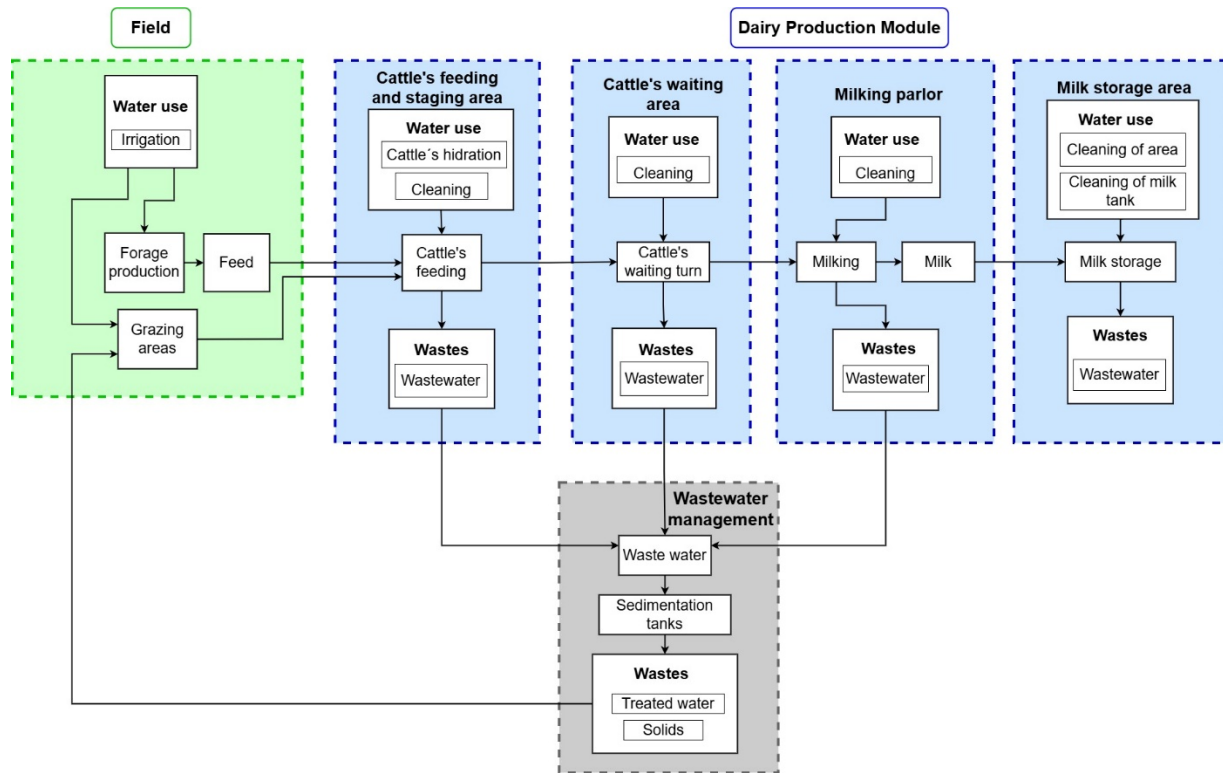 Field
Dairy Production Module
Water use
Irrigation
Forage
production
Feed
Grazing
areas
Cattle's feeding
and staging area
Water use
Cattle´s hidration
Cleaning
Cattle's
feeding
Wastes
Wastewater
Cattle's waiting
area
Water use
Cleaning
Cattle's
waiting turn
Wastes
Wastewater
Milking parlor
Water use
Cleaning
Milking
Milk
Wastes
Wastewater
Milk storage area
Water use
Cleaning of area
Cleaning of milk
tank
Milk storage
Wastes
Wastewater
Wastewater
management
Waste water
Sedimentation
tanks
Wastes
Treated water
Solids